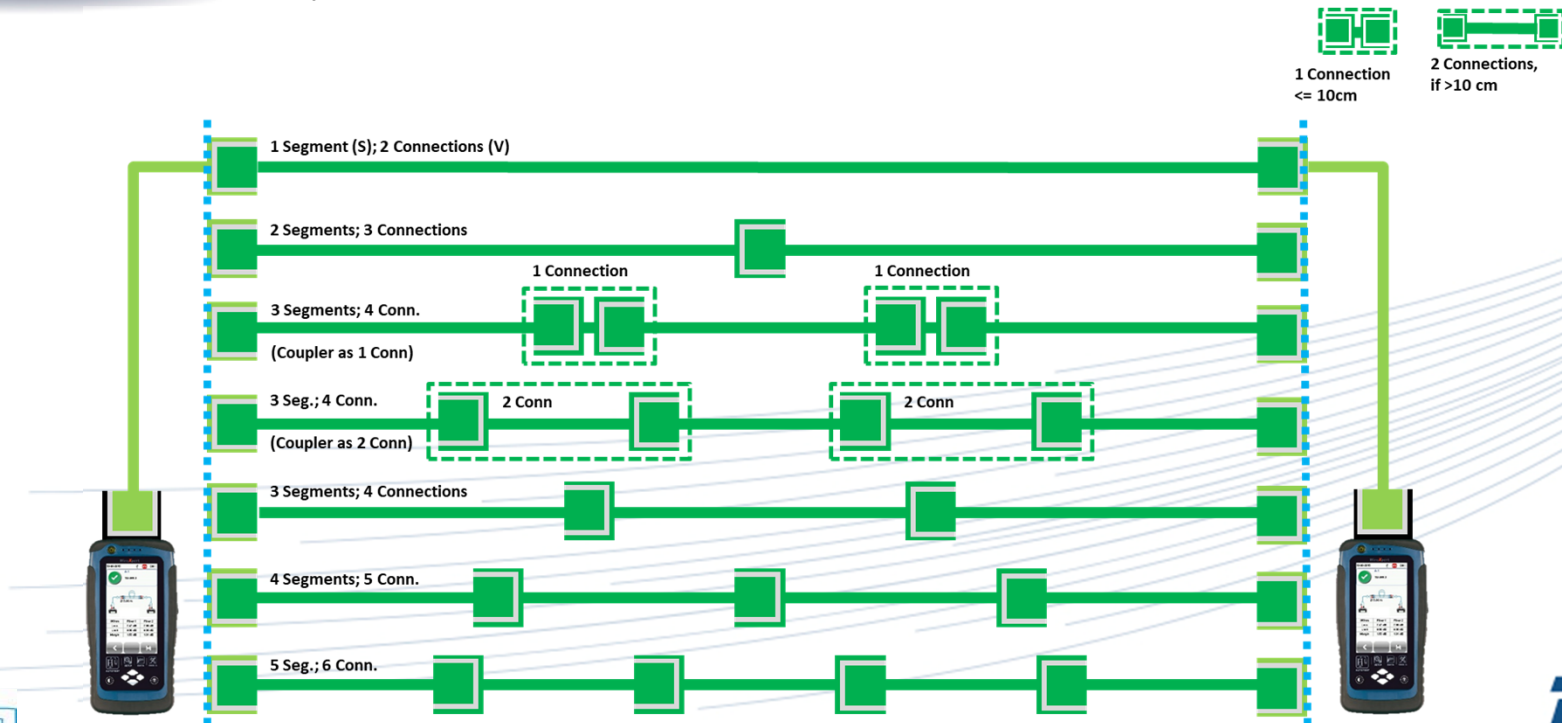 1 Connection
<= 10cm
2 Connections,
if >10 cm
1 Segment (S); 2 Connections (V)
2 Segments; 3 Connections
1 Connection
1 Connection
3 Segments; 4 Conn.
(Coupler as 1 Conn)
3 Seg.; 4 Conn.
2 Conn
2 Conn
(Coupler as 2 Conn)
3 Segments; 4 Connections
4 Segments; 5 Conn.
5 Seg.; 6 Conn.